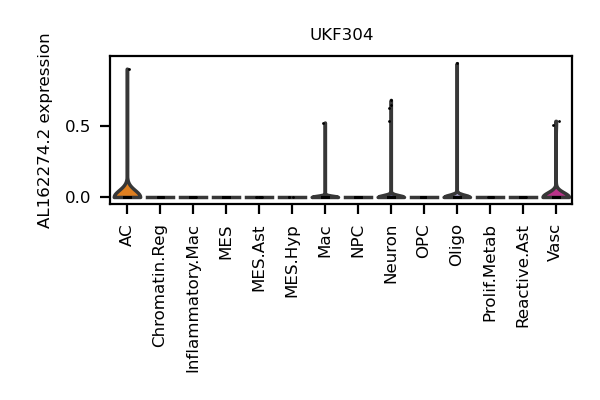 UKF304
AL162274.2 expression
0.5
0.0
AC
Chromatin.Reg
Inflammatory.Mac
MES
MES.Ast
MES.Hyp
Mac
NPC
Neuron
OPC
Oligo
Prolif.Metab
Reactive.Ast
Vasc